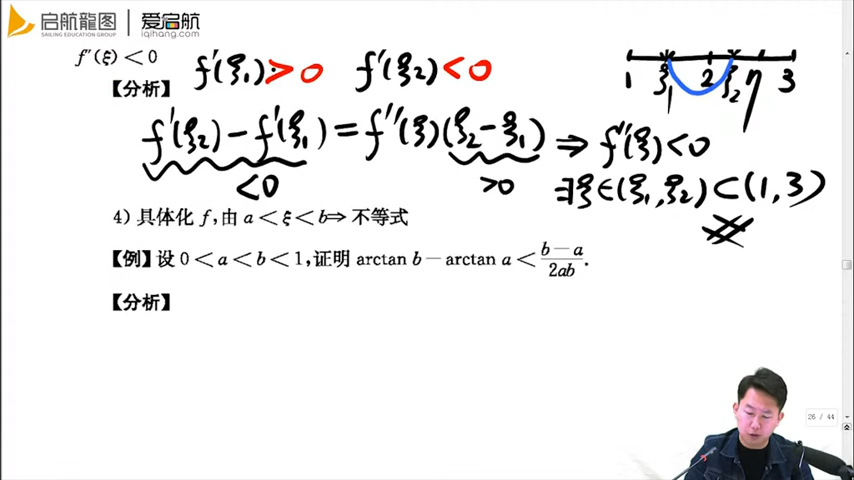 启航龍图 爱启航
SAILING EDUCATION GROUP iqihang.com
f″(ξ) < 0
【分析】 f′(ξ₁) > 0 f′(ξ₂) < 0
1 ξ₁ 2 ξ₂ η 3
f′(ξ₂) − f′(ξ₁) = f″(ξ)(ξ₂ − ξ₁) ⇒ f″(ξ) < 0
<0 >0 ∃ξ∈(ξ₁,ξ₂)⊂(1,3)
4) 具体化 f,由 a < ξ < b⇒ 不等式
【例】设 0 < a < b < 1,证明 arctan b − arctan a < \frac{b − a}{2ab}.
【分析】
26 / 44